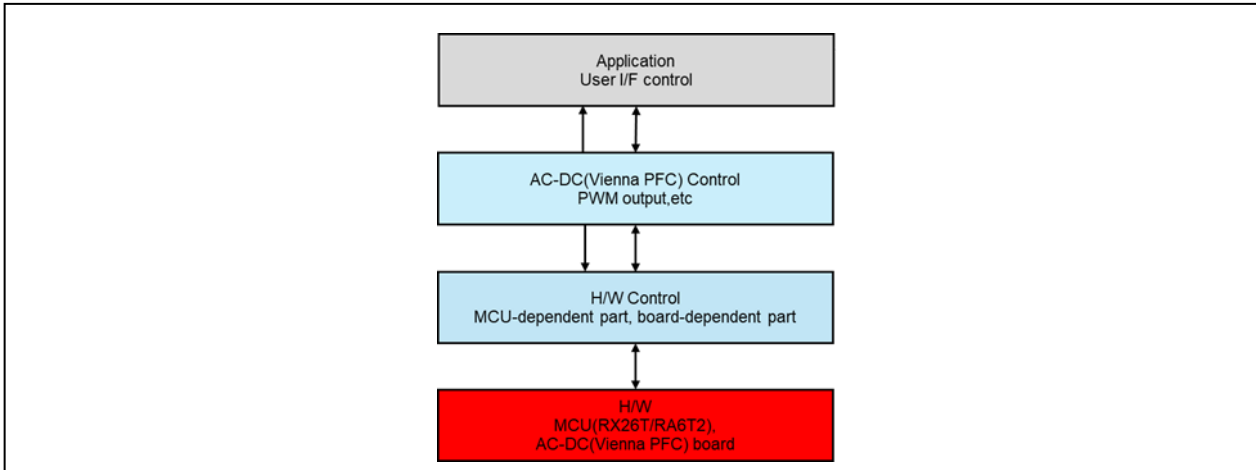 Application
User I/F control
AC-DC(Vienna PFC) Control
PWM output,etc
H/W Control
MCU-dependent part, board-dependent part
H/W
MCU(RX26T/RA6T2),
AC-DC(Vienna PFC) board